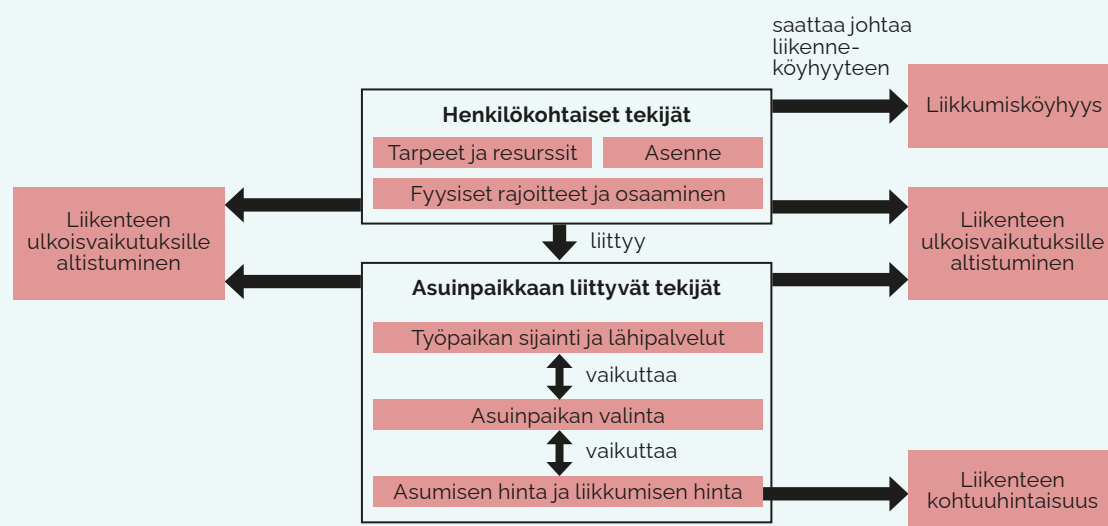 saattaa johtaa
liikenne-
köyhyyteen
Liikkumisköyhyys
Henkilökohtaiset tekijät
Tarpeet ja resurssit
Asenne
Fyysiset rajoitteet ja osaaminen
Liikenteen
ulkoisvaikutuksille
altistuminen
Liikenteen
ulkoisvaikutuksille
altistuminen
liittyy
Asuinpaikkaan liittyvät tekijät
Työpaikan sijainti ja lähipalvelut
vaikuttaa
Asuinpaikan valinta
vaikuttaa
Asumisen hinta ja liikkumisen hinta
Liikenteen
kohtuuhintaisuus